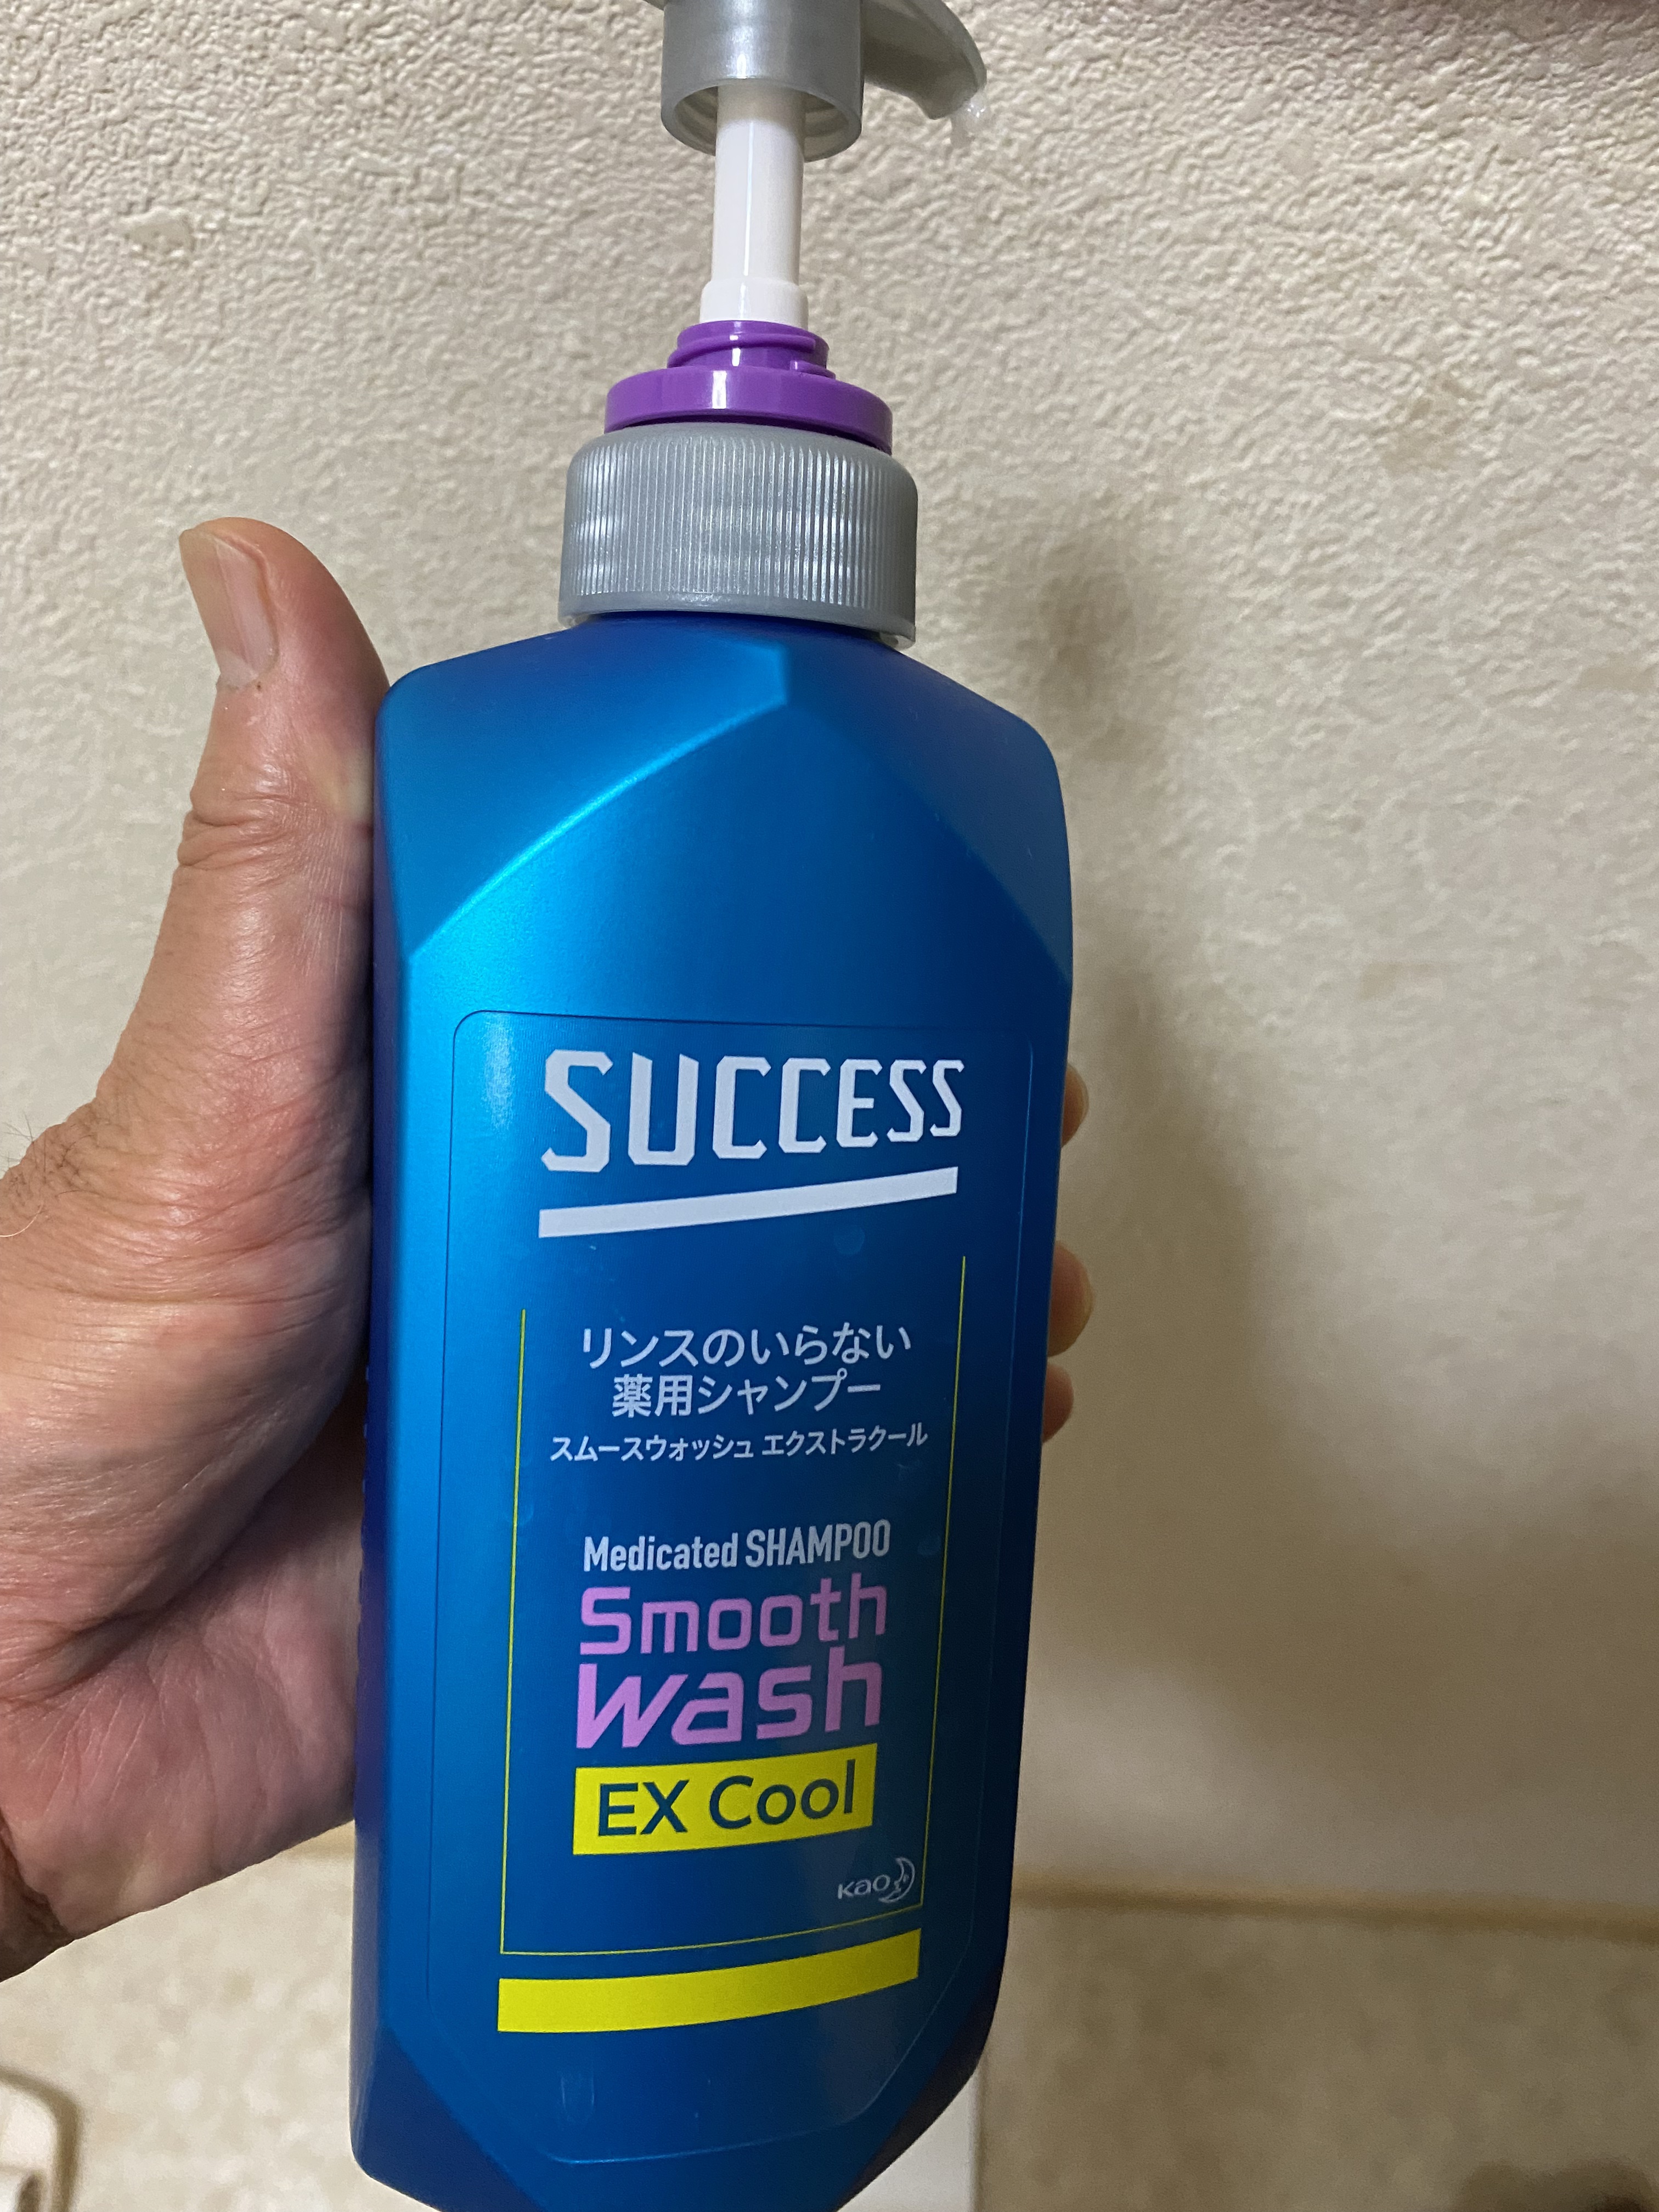 SUCCESS
リンスのいらない
薬用シャンプー
スムースウォッシュ エクストラクール
Medicated SHAMPOO
Smooth
wash
EX Cool
Kao